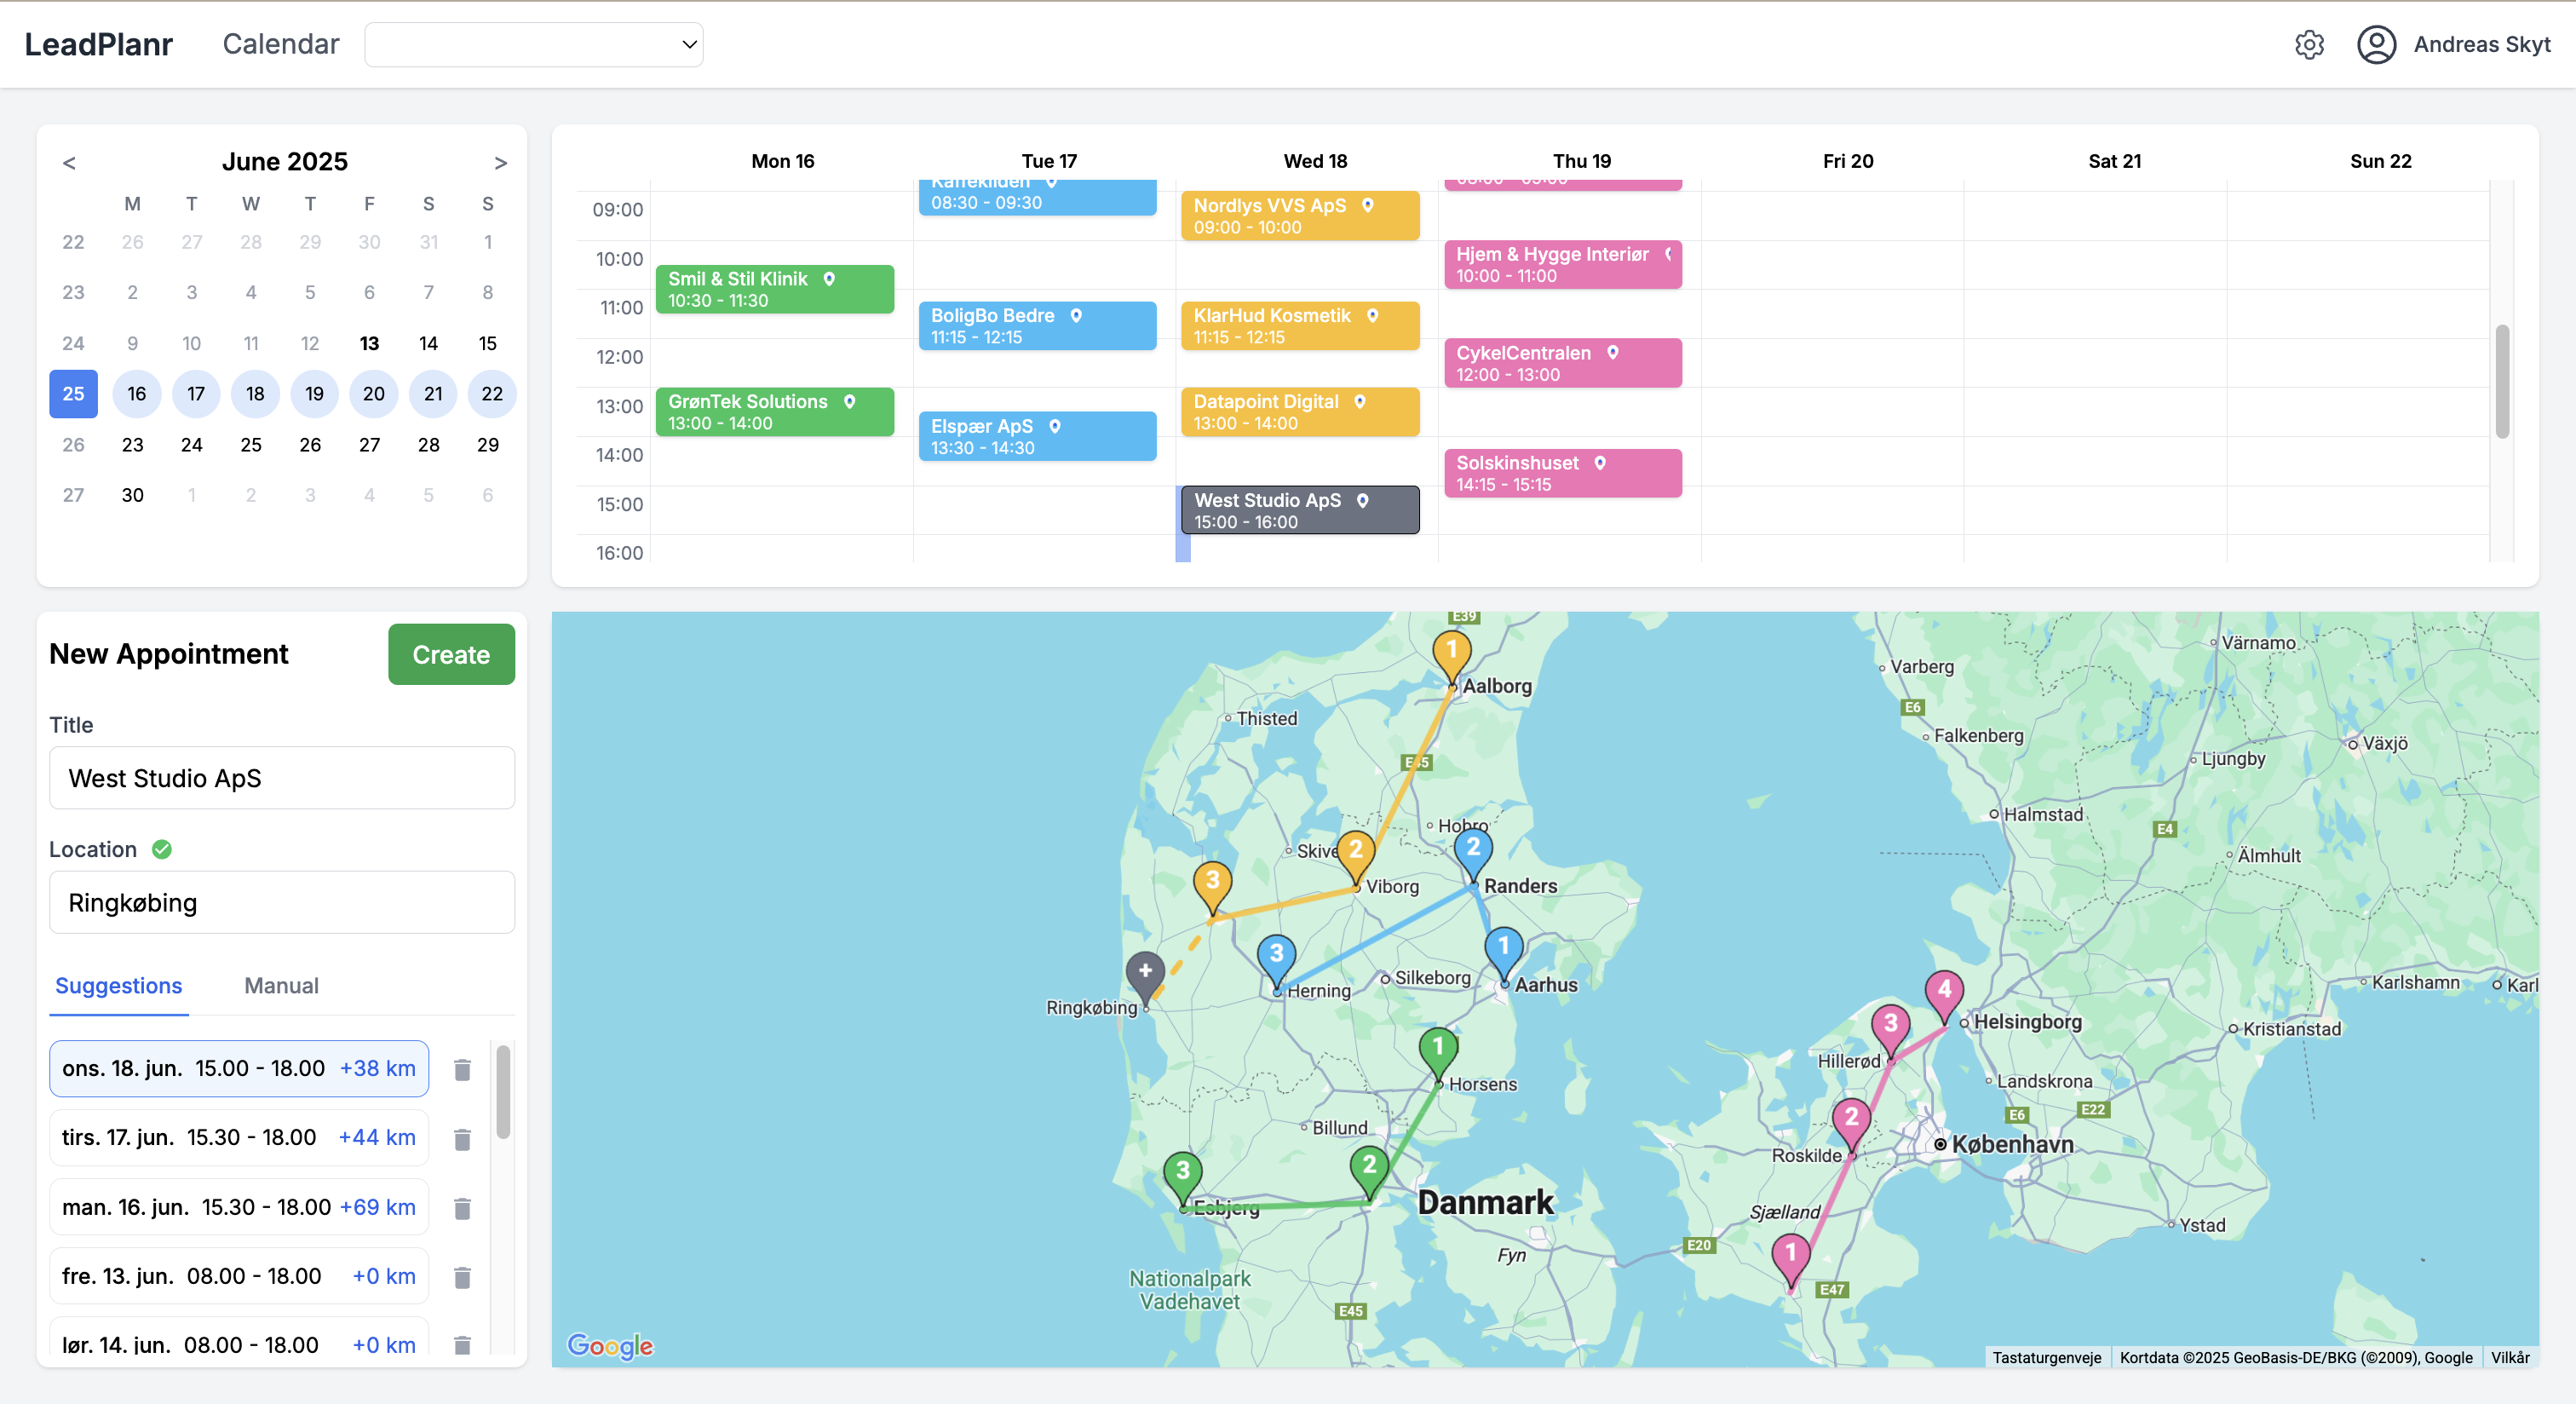 LeadPlanr
Calendar
Andreas Skyt
< June 2025 >
M T W T F S S
22 26 27 28 29 30 31 1
23 2 3 4 5 6 7 8
24 9 10 11 12 13 14 15
25 16 17 18 19 20 21 22
26 23 24 25 26 27 28 29
27 30 1 2 3 4 5 6
Mon 16 Tue 17 Wed 18 Thu 19 Fri 20 Sat 21 Sun 22
09:00
10:00
11:00
12:00
13:00
14:00
15:00
16:00
Smil & Stil Klinik
10:30 - 11:30
GrønTek Solutions
13:00 - 14:00
Kaffekilden
08:30 - 09:30
BoligBo Bedre
11:15 - 12:15
Elspær ApS
13:30 - 14:30
Nordlys VVS ApS
09:00 - 10:00
KlarHud Kosmetik
11:15 - 12:15
Datapoint Digital
13:00 - 14:00
West Studio ApS
15:00 - 16:00
Hjem & Hygge Interiør
10:00 - 11:00
CykelCentralen
12:00 - 13:00
Solskinshuset
14:15 - 15:15
New Appointment
Create
Title
West Studio ApS
Location
Ringkøbing
Suggestions Manual
ons. 18. jun. 15.00 - 18.00 +38 km
tirs. 17. jun. 15.30 - 18.00 +44 km
man. 16. jun. 15.30 - 18.00 +69 km
fre. 13. jun. 08.00 - 18.00 +0 km
lør. 14. jun. 08.00 - 18.00 +0 km
E39
1
Aalborg
Thisted
E45
Hobro
Skive
2
Viborg
2
Randers
3
3
Herning
Silkeborg
1
Aarhus
+
Ringkøbing
1
Horsens
Billund
2
3
Esbjerg
Danmark
Fyn
Nationalpark
Vadehavet
E45
Värnamo
Varberg
E6
Falkenberg
Växjö
Ljungby
Halmstad
E4
Älmhult
Karlshamn
Karl
4
Helsingborg
Kristianstad
3
Hillerød
Landskrona
E6
E22
2
København
Roskilde
Sjælland
Ystad
E20
1
E47
Google
Tastaturgenveje
Kortdata ©2025 GeoBasis-DE/BKG (©2009), Google
Vilkår